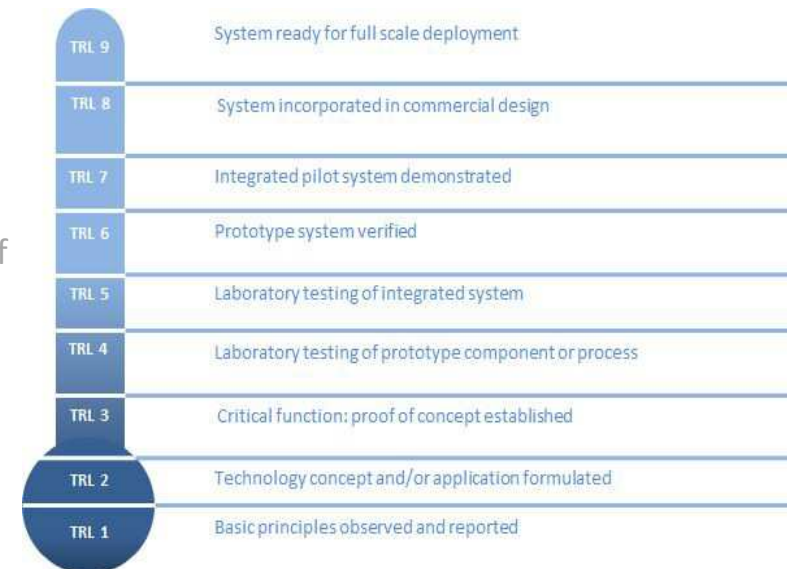 TRL 9 System ready for full scale deployment
TRL 8 System incorporated in commercial design
TRL 7 Integrated pilot system demonstrated
f
TRL 6 Prototype system verified
TRL 5 Laboratory testing of integrated system
TRL 4 Laboratory testing of prototype component or process
TRL 3 Critical function: proof of concept established
TRL 2 Technology concept and/or application formulated
TRL 1 Basic principles observed and reported